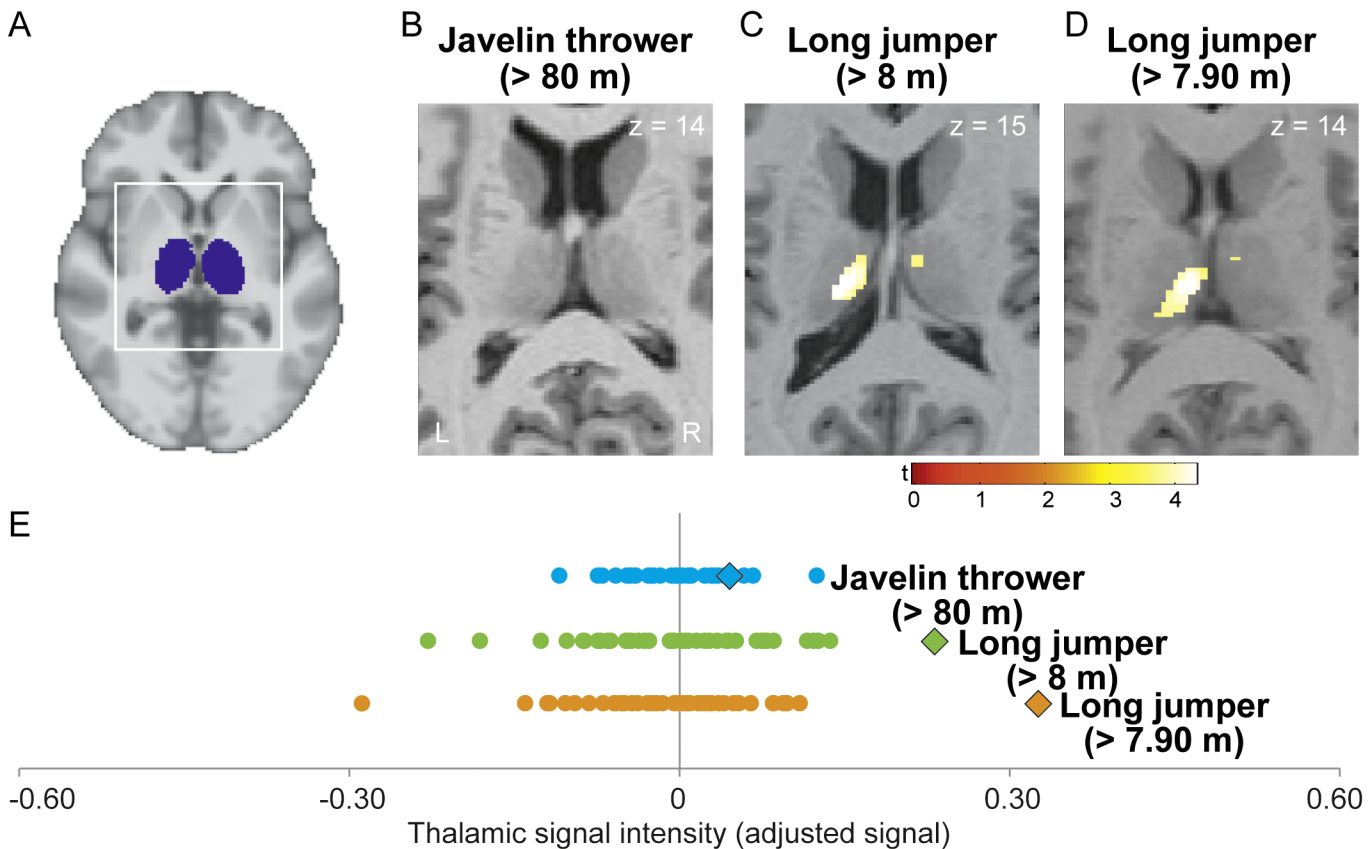 A
B
Javelin thrower
(> 80 m)
C
Long jumper
(> 8 m)
D
Long jumper
(> 7.90 m)
z = 14
z = 15
z = 14
L
R
t
0 1 2 3 4
E
Javelin thrower
(> 80 m)
Long jumper
(> 8 m)
Long jumper
(> 7.90 m)
-0.60 -0.30 0 0.30 0.60
Thalamic signal intensity (adjusted signal)